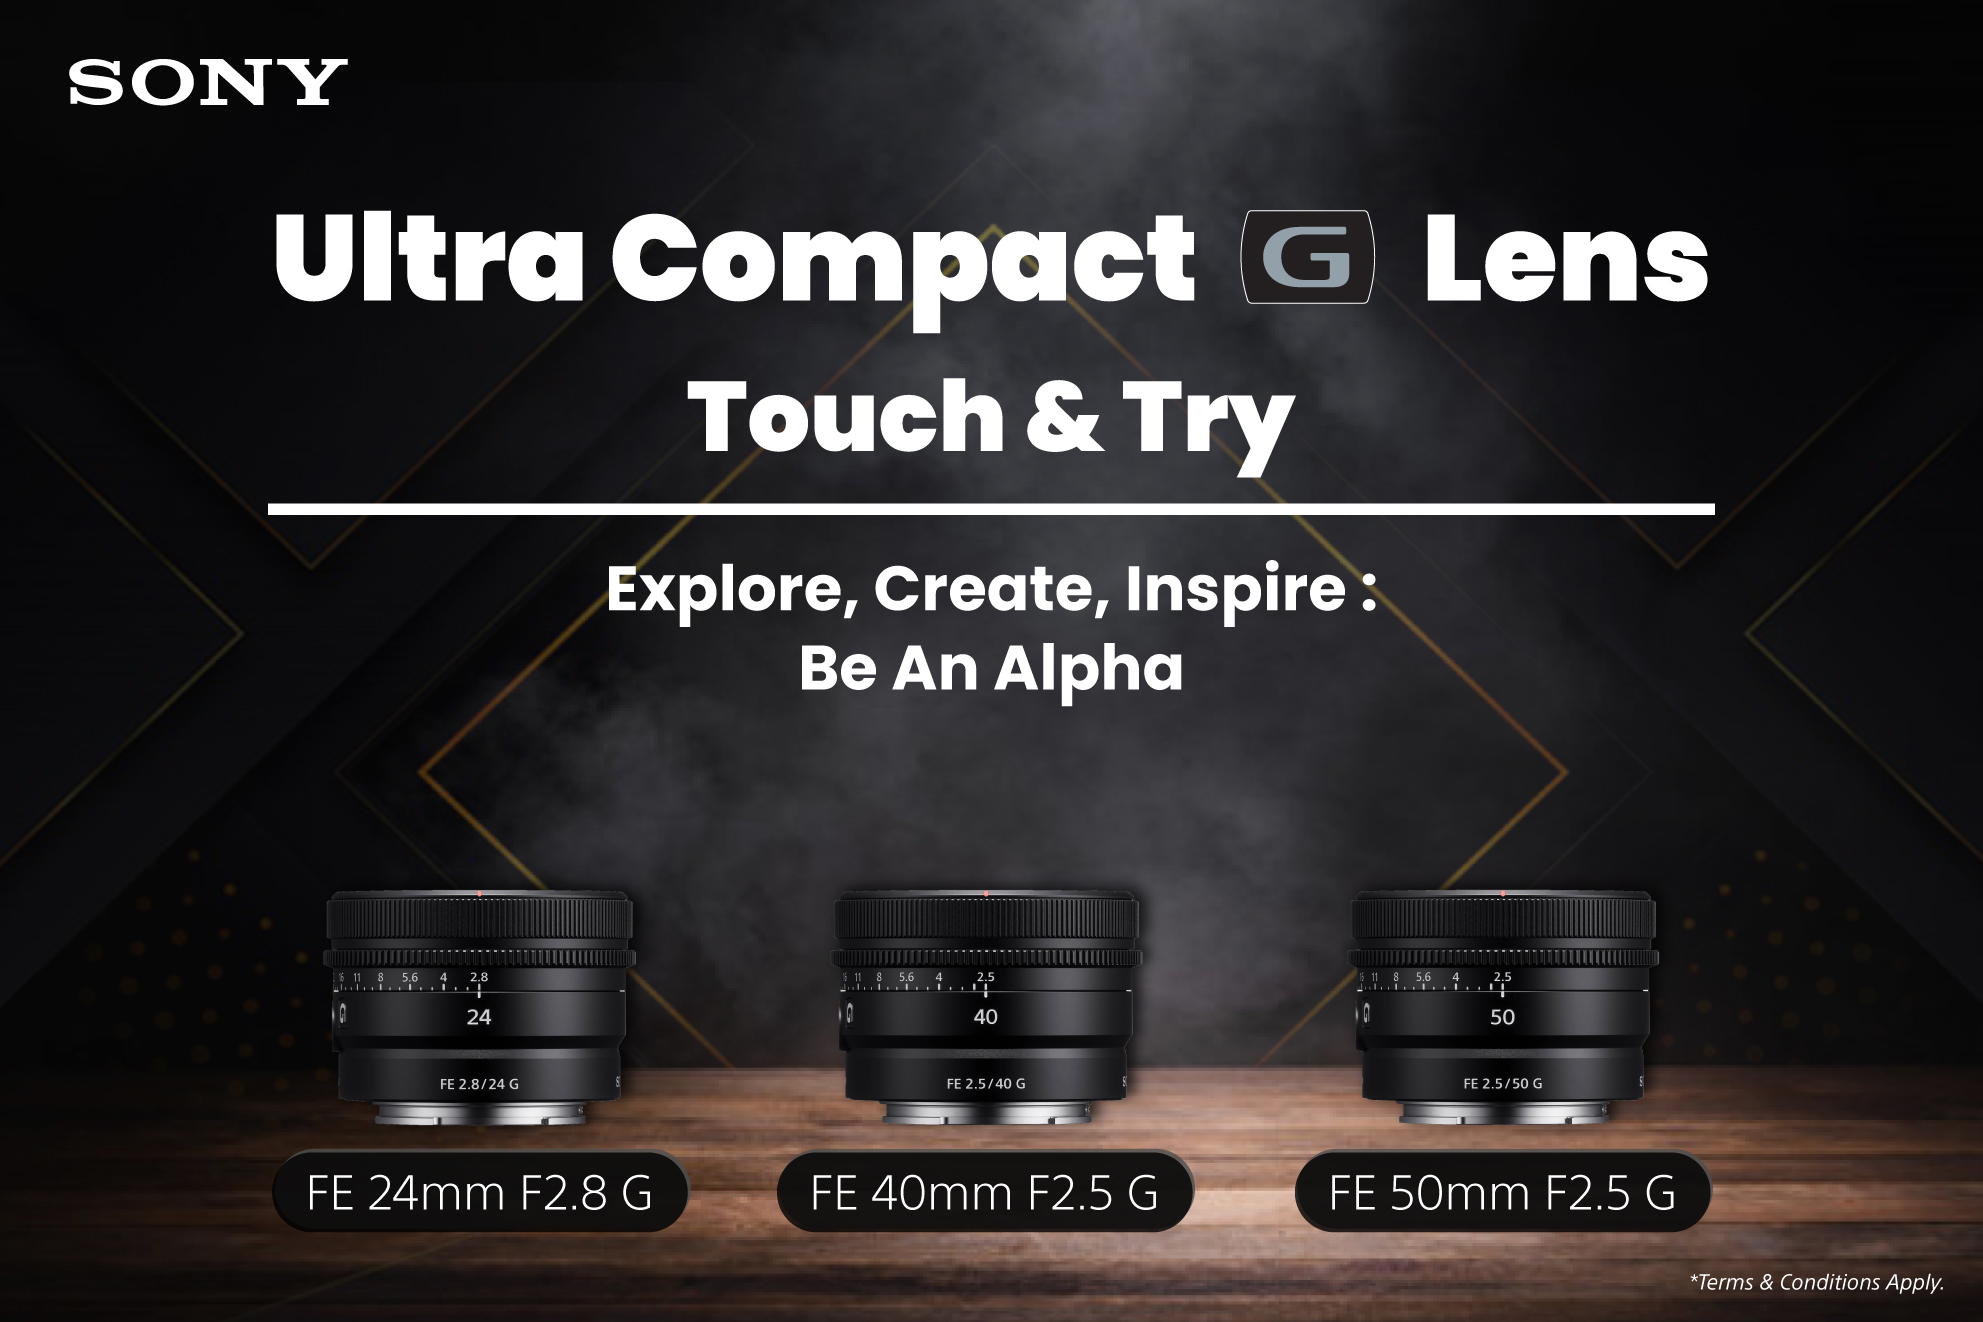 SONY
Ultra Compact G Lens
Touch & Try
Explore, Create, Inspire :
Be An Alpha
16 11 8 5.6 4 2.8
G 24
FE 2.8/24 G
11 8 5.6 4 2.5
G 40
FE 2.5/40 G
11 8 5.6 4 2.5
G 50
FE 2.5/50 G
FE 24mm F2.8 G
FE 40mm F2.5 G
FE 50mm F2.5 G
*Terms & Conditions Apply.